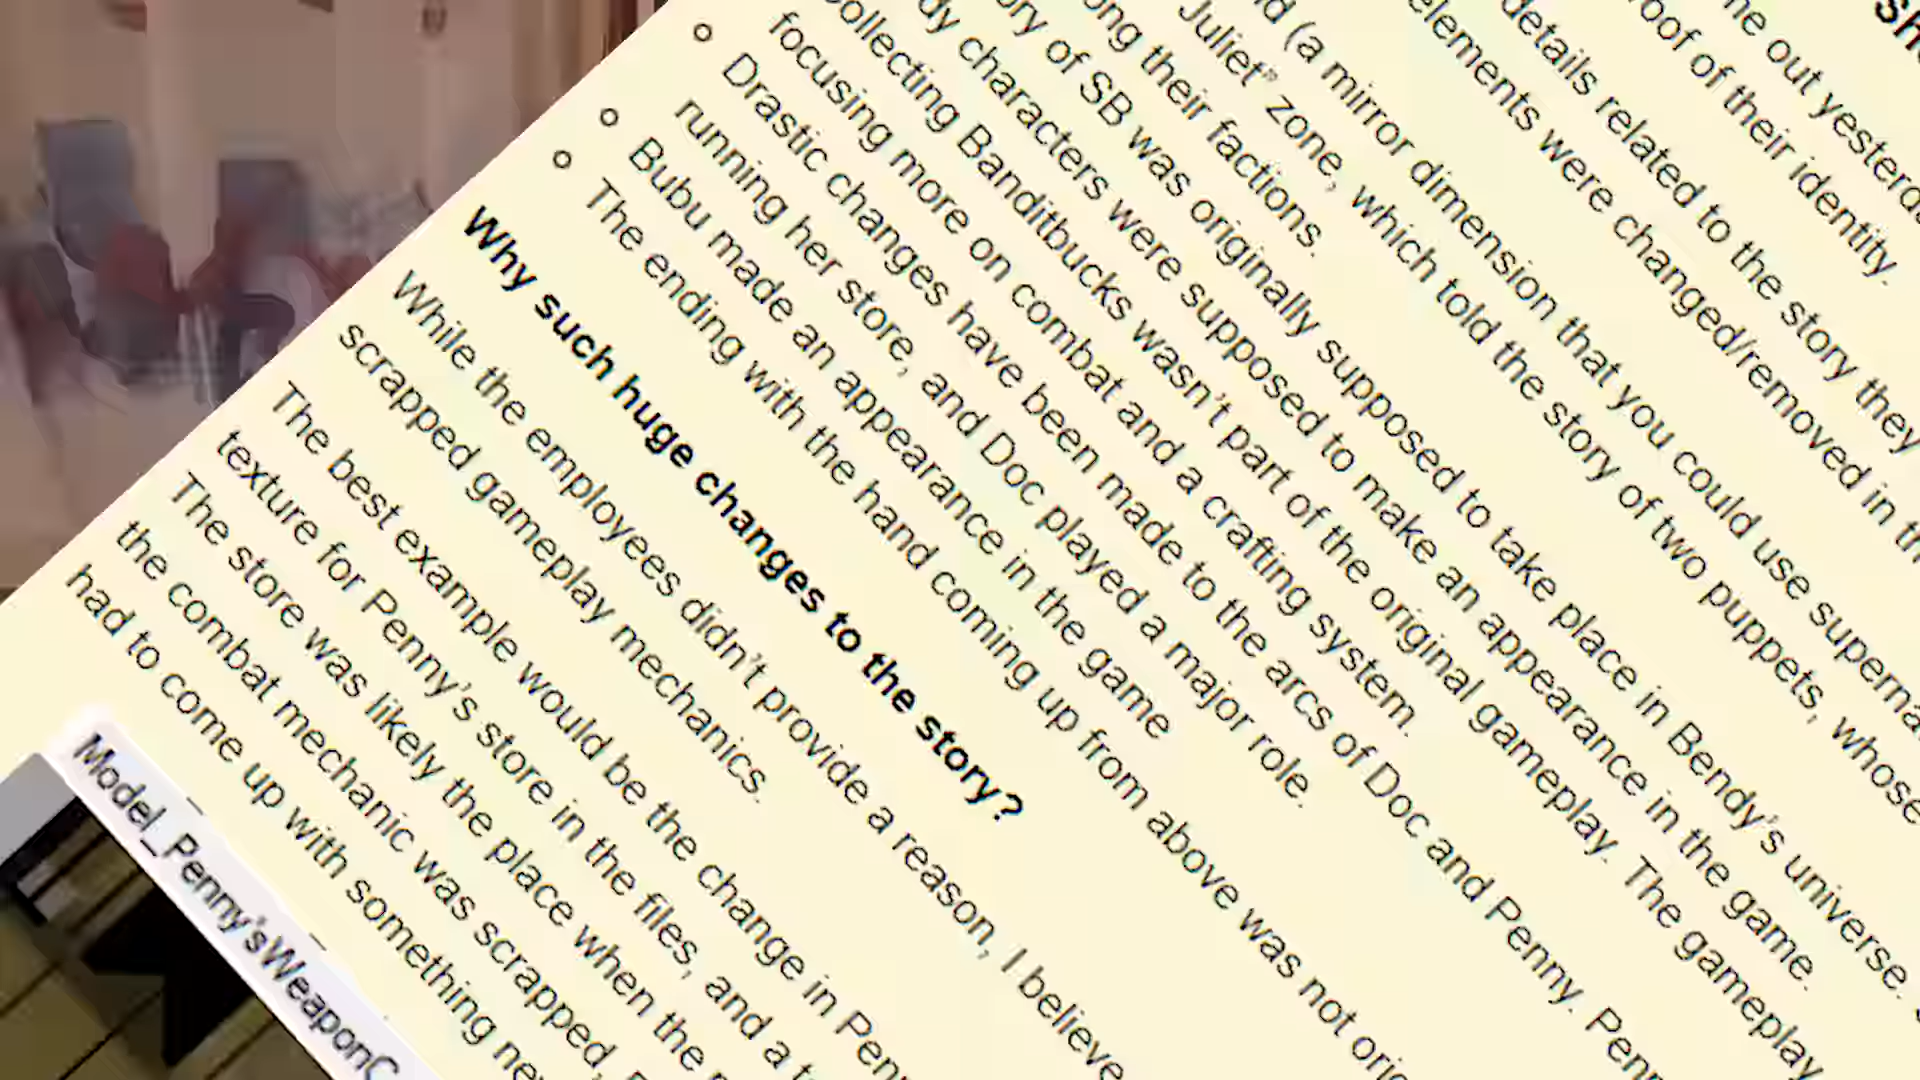 out yesterda
of their identity.
details related to the story they
elements were changed/removed in
(a mirror dimension that you could use superna
Juliet" zone, which told the story of two puppets, whose
ong their factions.
ory of SB was originally supposed to take place in Bendy's universe.
dy characters were supposed to make an appearance in the game.
collecting Banditbucks wasn't part of the original gameplay. The gameplay
focusing more on combat and a crafting system.
Drastic changes have been made to the arcs of Doc and Penny. Penn
running her store, and Doc played a major role.
Bubu made an appearance in the game
The ending with the hand coming up from above was not orig
Why such huge changes to the story?
While the employees didn't provide a reason, I believe
scrapped gameplay mechanics.
The best example would be the change in Penn
texture for Penny's store in the files, and a
The store was likely the place when the
the combat mechanic was scrapped,
had to come up with something new
Model_Penny'sWeaponC